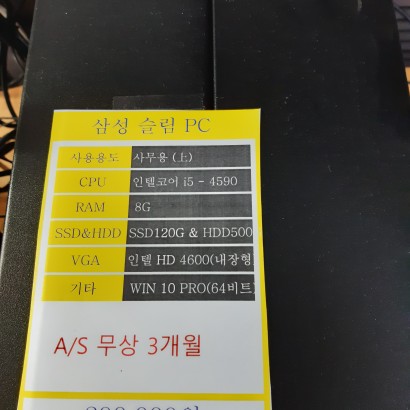 삼성 슬림 PC
사용용도 사무용 (上)
CPU 인텔코어 i5 - 4590
RAM 8G
SSD&HDD SSD120G & HDD500
VGA 인텔 HD 4600(내장형)
기타 WIN 10 PRO(64비트)
A/S 무상 3개월